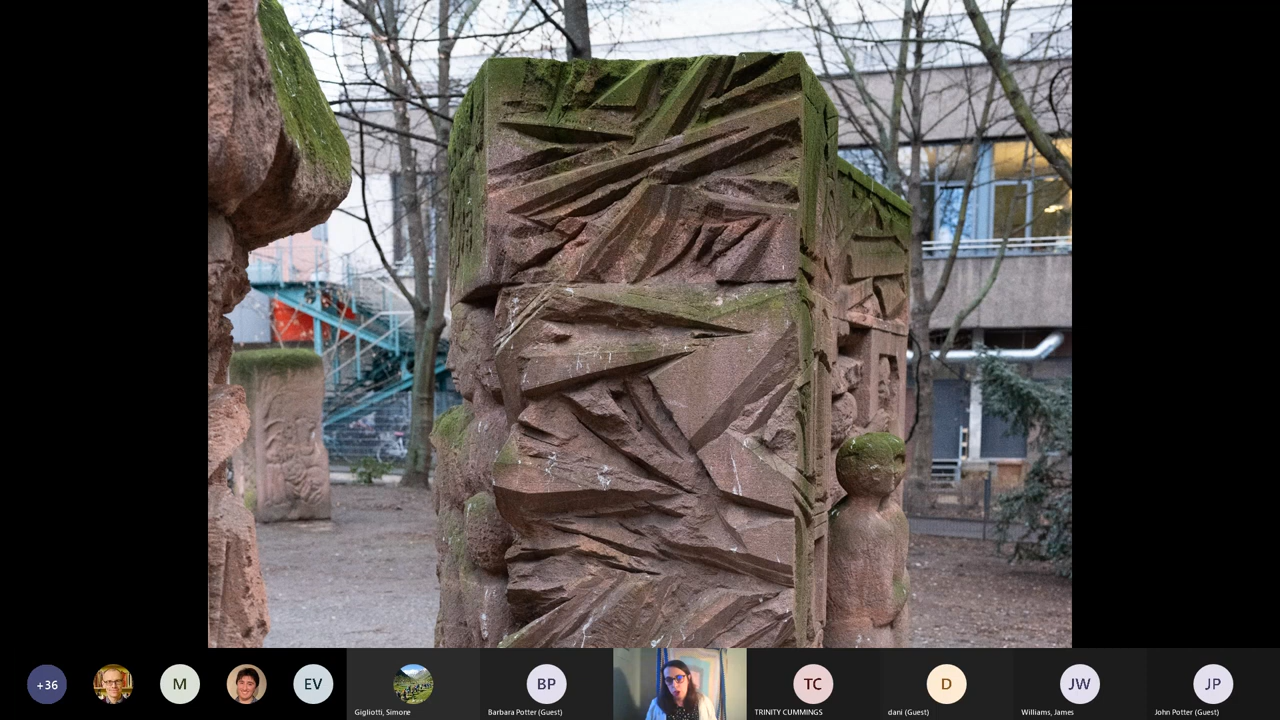 +36
M
EV
Gigliotti, Simone
BP
Barbara Potter (Guest)
TC
TRINITY CUMMINGS
D
dani (Guest)
JW
Williams, James
JP
John Potter (Guest)